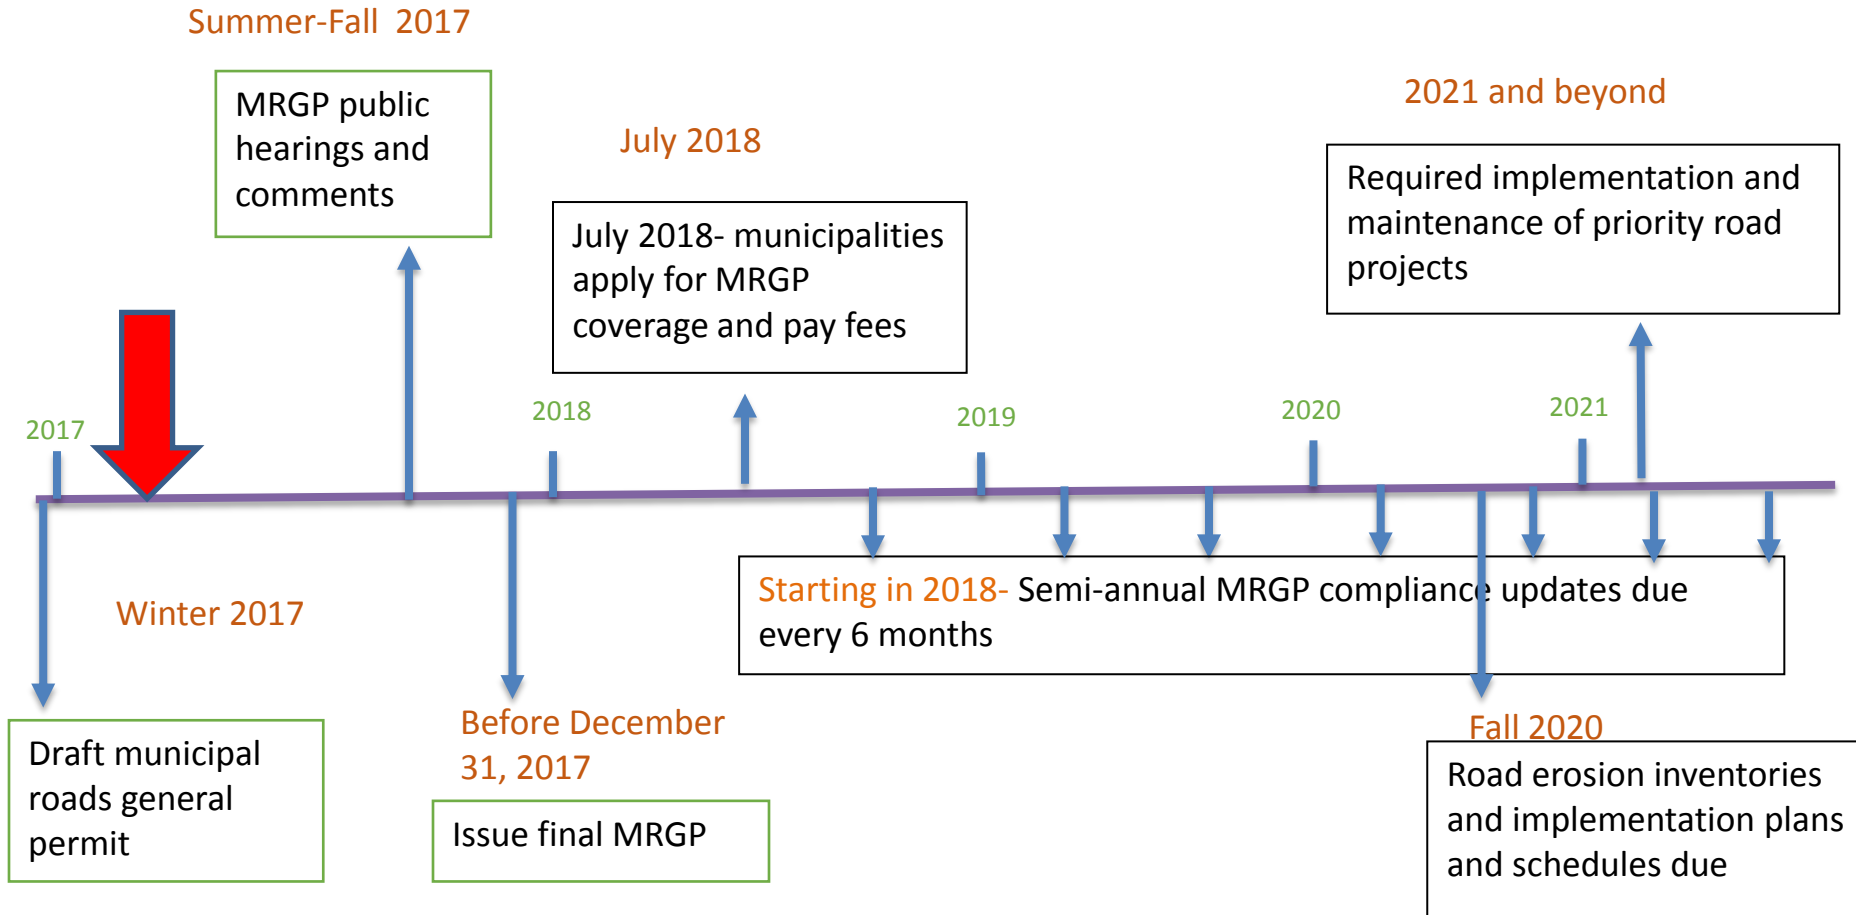 Summer-Fall  2017
MRGP public
hearings and
comments
July 2018
July 2018- municipalities
apply for MRGP
coverage and pay fees
2021 and beyond
Required implementation and
maintenance of priority road
projects
2017
2018
2019
2020
2021
Winter 2017
Draft municipal
roads general
permit
Before December
31, 2017
Issue final MRGP
Starting in 2018- Semi-annual MRGP compliance updates due
every 6 months
Fall 2020
Road erosion inventories
and implementation plans
and schedules due